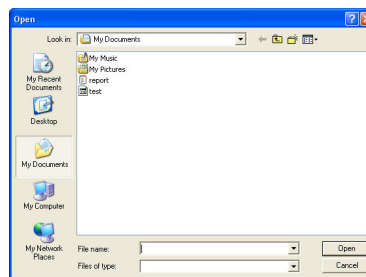 Open
Look in:
My Documents
My Music
My Pictures
report
test
My Recent
Documents
Desktop
My Documents
My Computer
My Network
Places
File name:
Open
Files of type:
Cancel